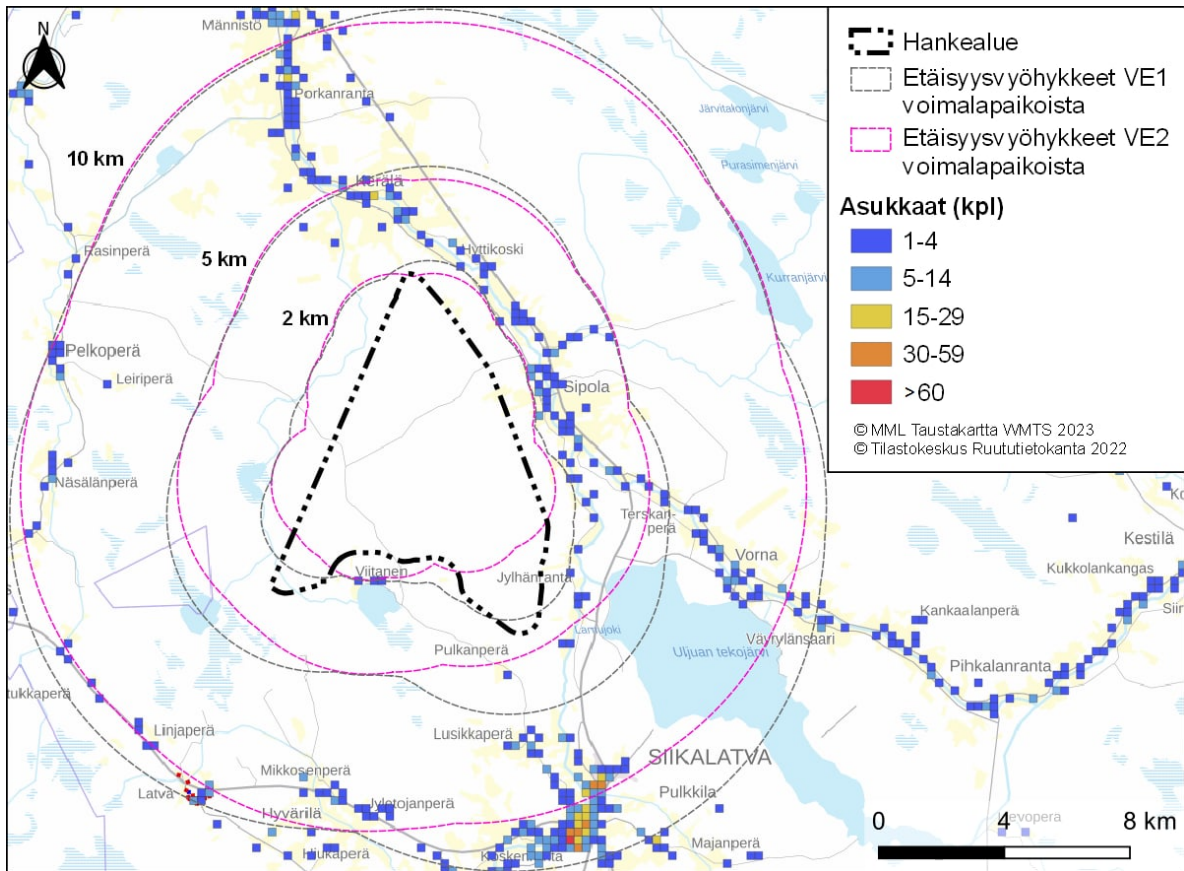 N
Männistö
Porkanranta
10 km
Kerälä
Rasinperä
5 km
Hyttikoski
2 km
Pelkoperä
Leiriperä
Sipola
Näsälänperä
Järvitalonjärvi
Purasimenjärvi
Kurranjärvi
Terskan-
perä
Vorna
Viitanen
Jylhänranta
Lamujoki
Väyrylänsaari
Uljuan tekojärvi
Pulkanperä
Kestilä
Kukkolankangas
Kankaalanperä
Pihkalanranta
Linjaperä
Lusikkaperä
SIIKALATVA
Mikkosenperä
Latva
Hyvärilä
Jyletojanperä
Pulkkila
Majanperä
Hankealue
Etäisyysvyöhykkeet VE1
voimalapaikoista
Etäisyysvyöhykkeet VE2
voimalapaikoista
Asukkaat (kpl)
1-4
5-14
15-29
30-59
>60
© MML Taustakartta WMTS 2023
© Tilastokeskus Ruututietokanta 2022
0 4 8 km